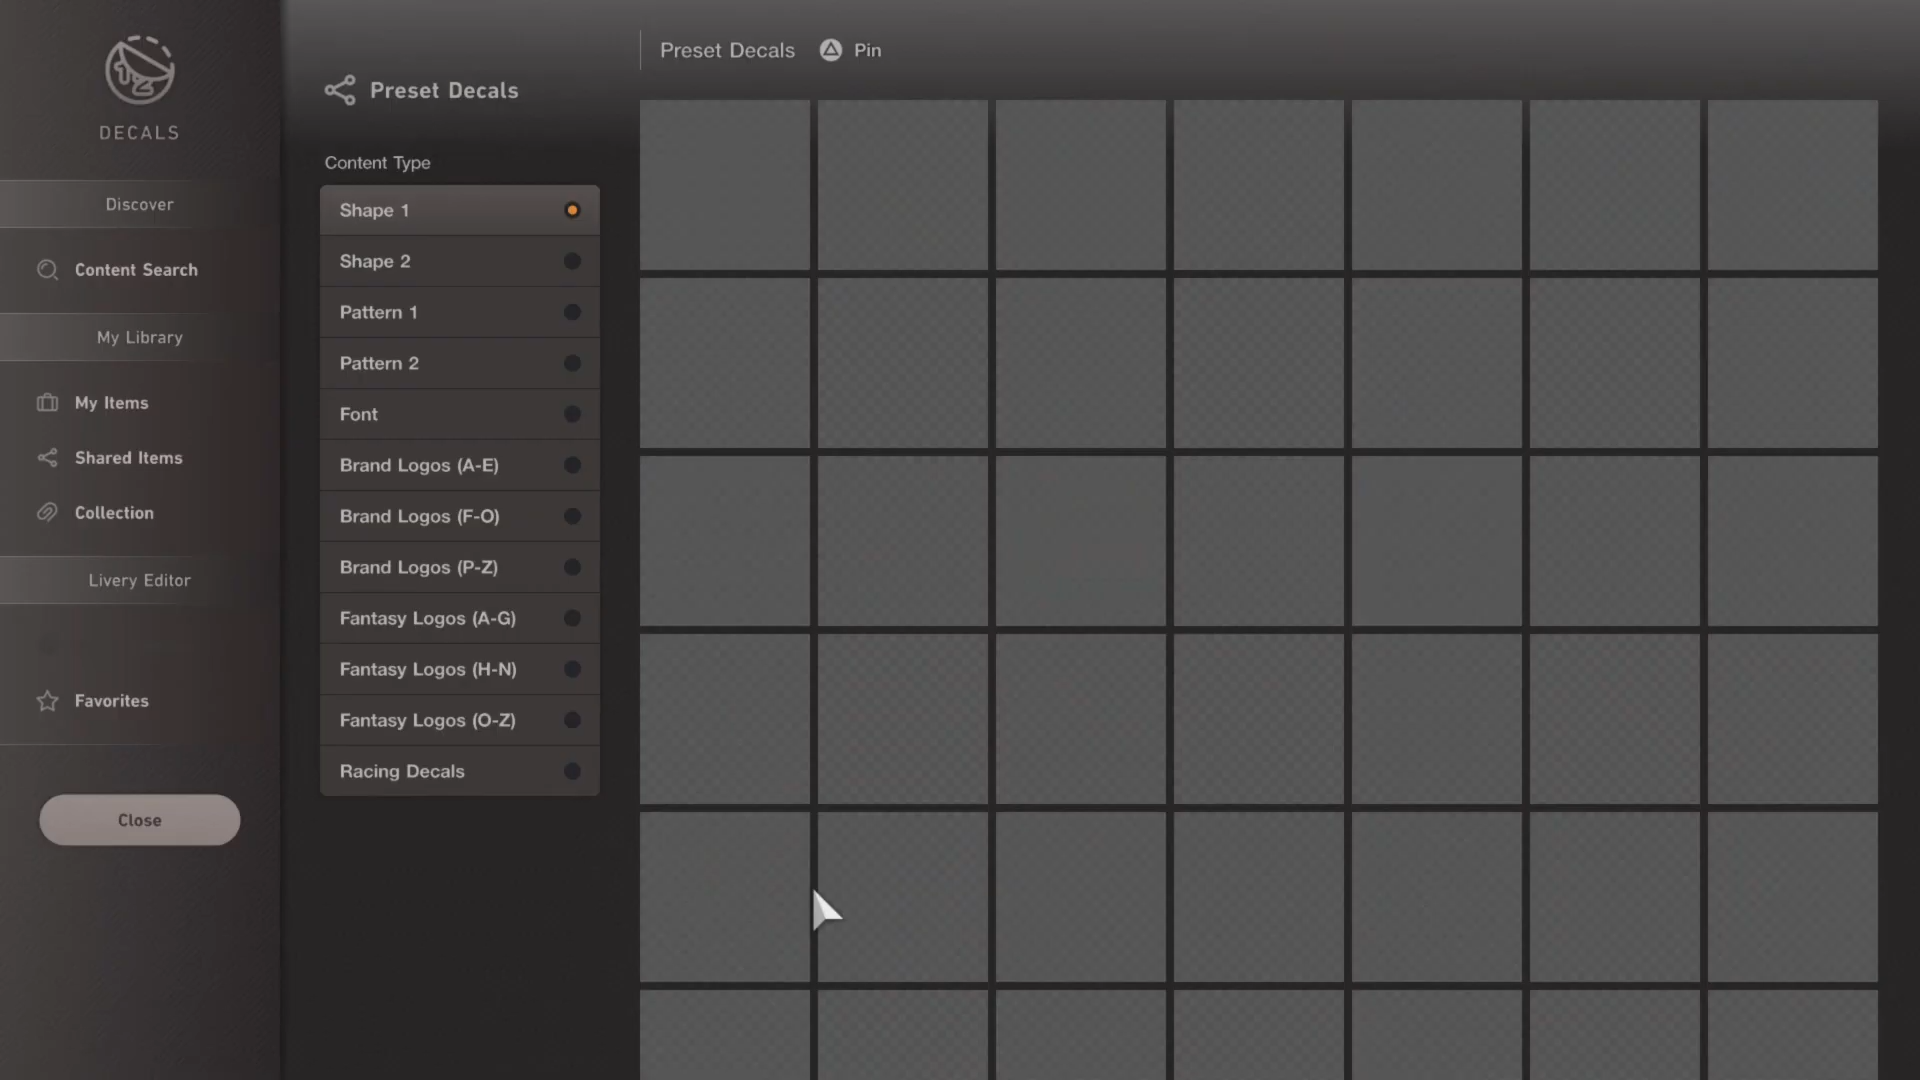 DECALS
Discover
Content Search
My Library
My Items
Shared Items
Collection
Livery Editor
Favorites
Close
Preset Decals
Content Type
Shape 1
Shape 2
Pattern 1
Pattern 2
Font
Brand Logos (A-E)
Brand Logos (F-O)
Brand Logos (P-Z)
Fantasy Logos (A-G)
Fantasy Logos (H-N)
Fantasy Logos (O-Z)
Racing Decals
Preset Decals Pin